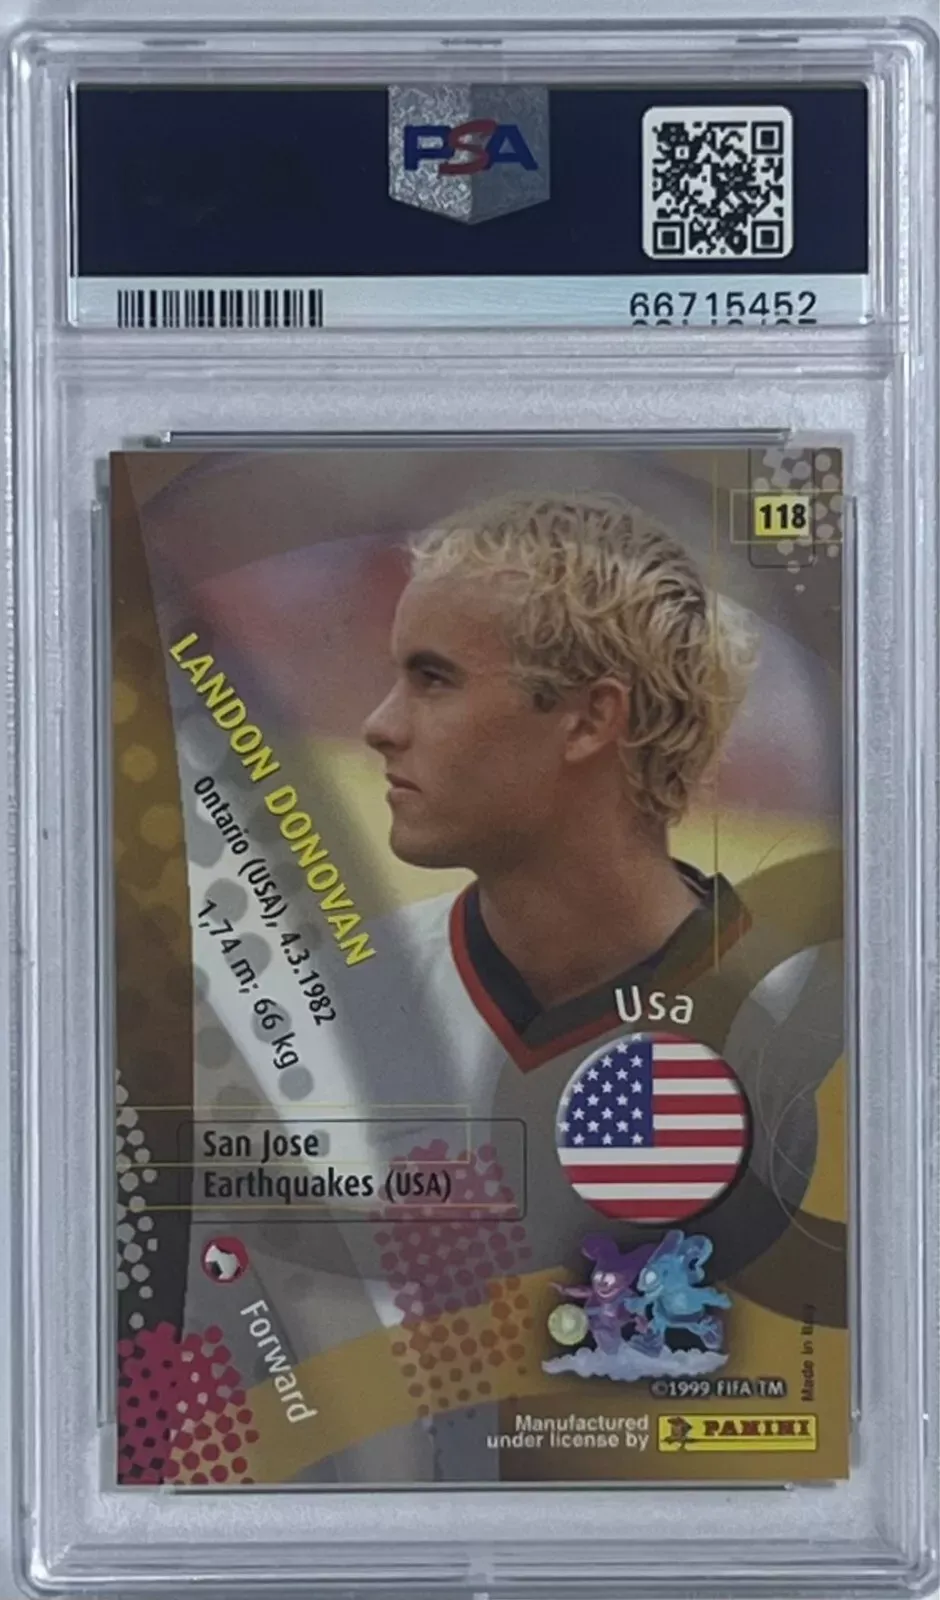 PSA
66715452
118
LANDON DONOVAN
Ontario (USA), 4.3.1982
1,74 m; 66 kg
Usa
San Jose
Earthquakes (USA)
Forward
©1999 FIFA TM
Made in Italy
Manufactured
under license by
PANINI